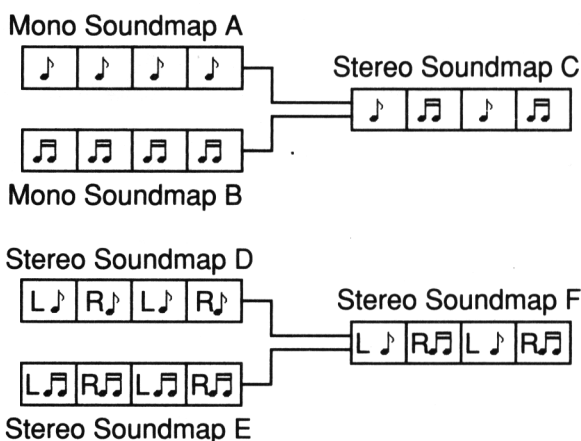 Mono Soundmap A
♪ ♪ ♪ ♪
Stereo Soundmap C
♪ ♬ ♪ ♬
♬ ♬ ♬ ♬
Mono Soundmap B
Stereo Soundmap D
L♪ R♪ L♪ R♪
Stereo Soundmap F
L♪ R♬ L♪ R♬
L♬ R♬ L♬ R♬
Stereo Soundmap E